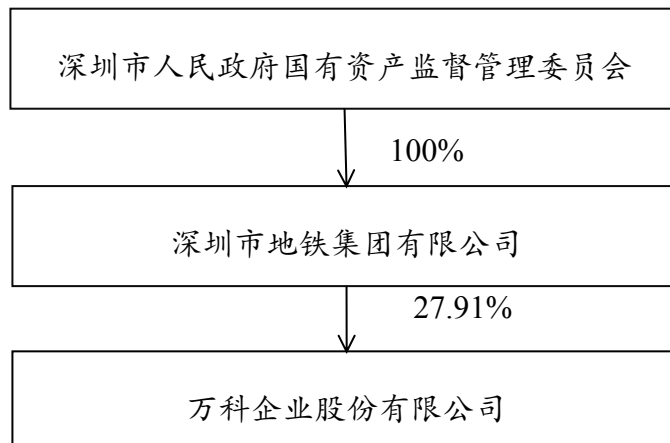 深圳市人民政府国有资产监督管理委员会
100%
深圳市地铁集团有限公司
27.91%
万科企业股份有限公司